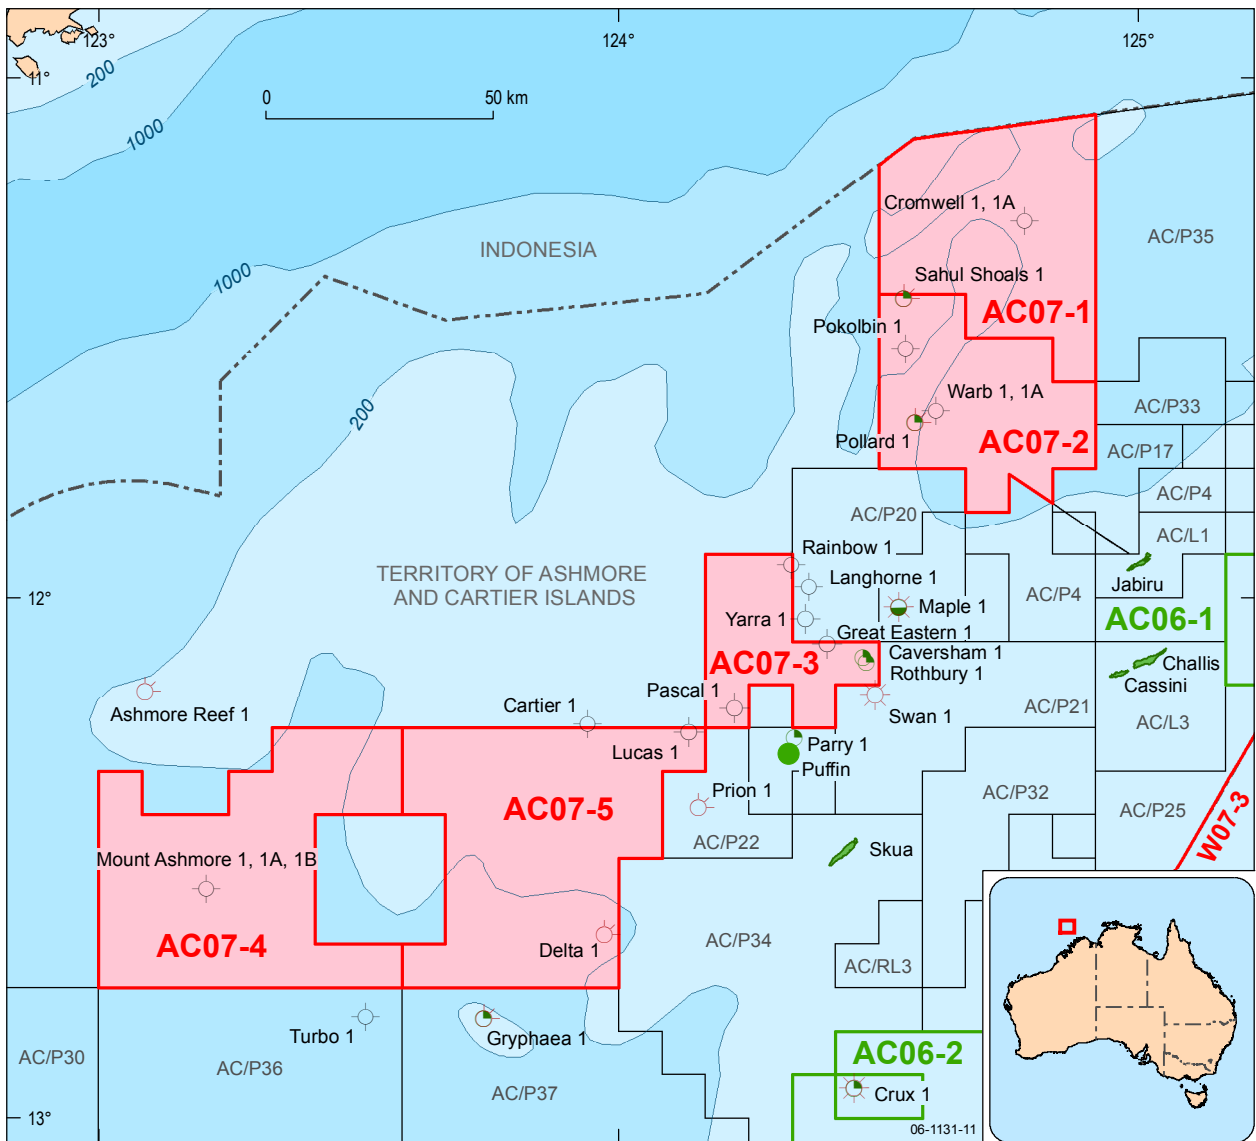 123°
124°
125°
11°
200
1000
0
50 km
Cromwell 1, 1A
AC/P35
INDONESIA
1000
Sahul Shoals 1
AC07-1
Pokolbin 1
200
Warb 1, 1A
AC/P33
Pollard 1
AC07-2
AC/P17
AC/P4
AC/P20
AC/L1
Rainbow 1
TERRITORY OF ASHMORE
AND CARTIER ISLANDS
Langhorne 1
Jabiru
12°
Maple 1
AC/P4
Yarra 1
AC06-1
Great Eastern 1
AC07-3
Caversham 1
Rothbury 1
Challis
Cassini
Pascal 1
Ashmore Reef 1
Cartier 1
Swan 1
AC/P21
AC/L3
Lucas 1
Parry 1
Puffin
Prion 1
AC07-5
AC/P32
AC/P25
W07-3
AC/P22
Skua
Mount Ashmore 1, 1A, 1B
AC07-4
Delta 1
AC/P34
AC/RL3
Turbo 1
Gryphaea 1
AC06-2
AC/P30
AC/P36
AC/P37
Crux 1
13°
06-1131-11